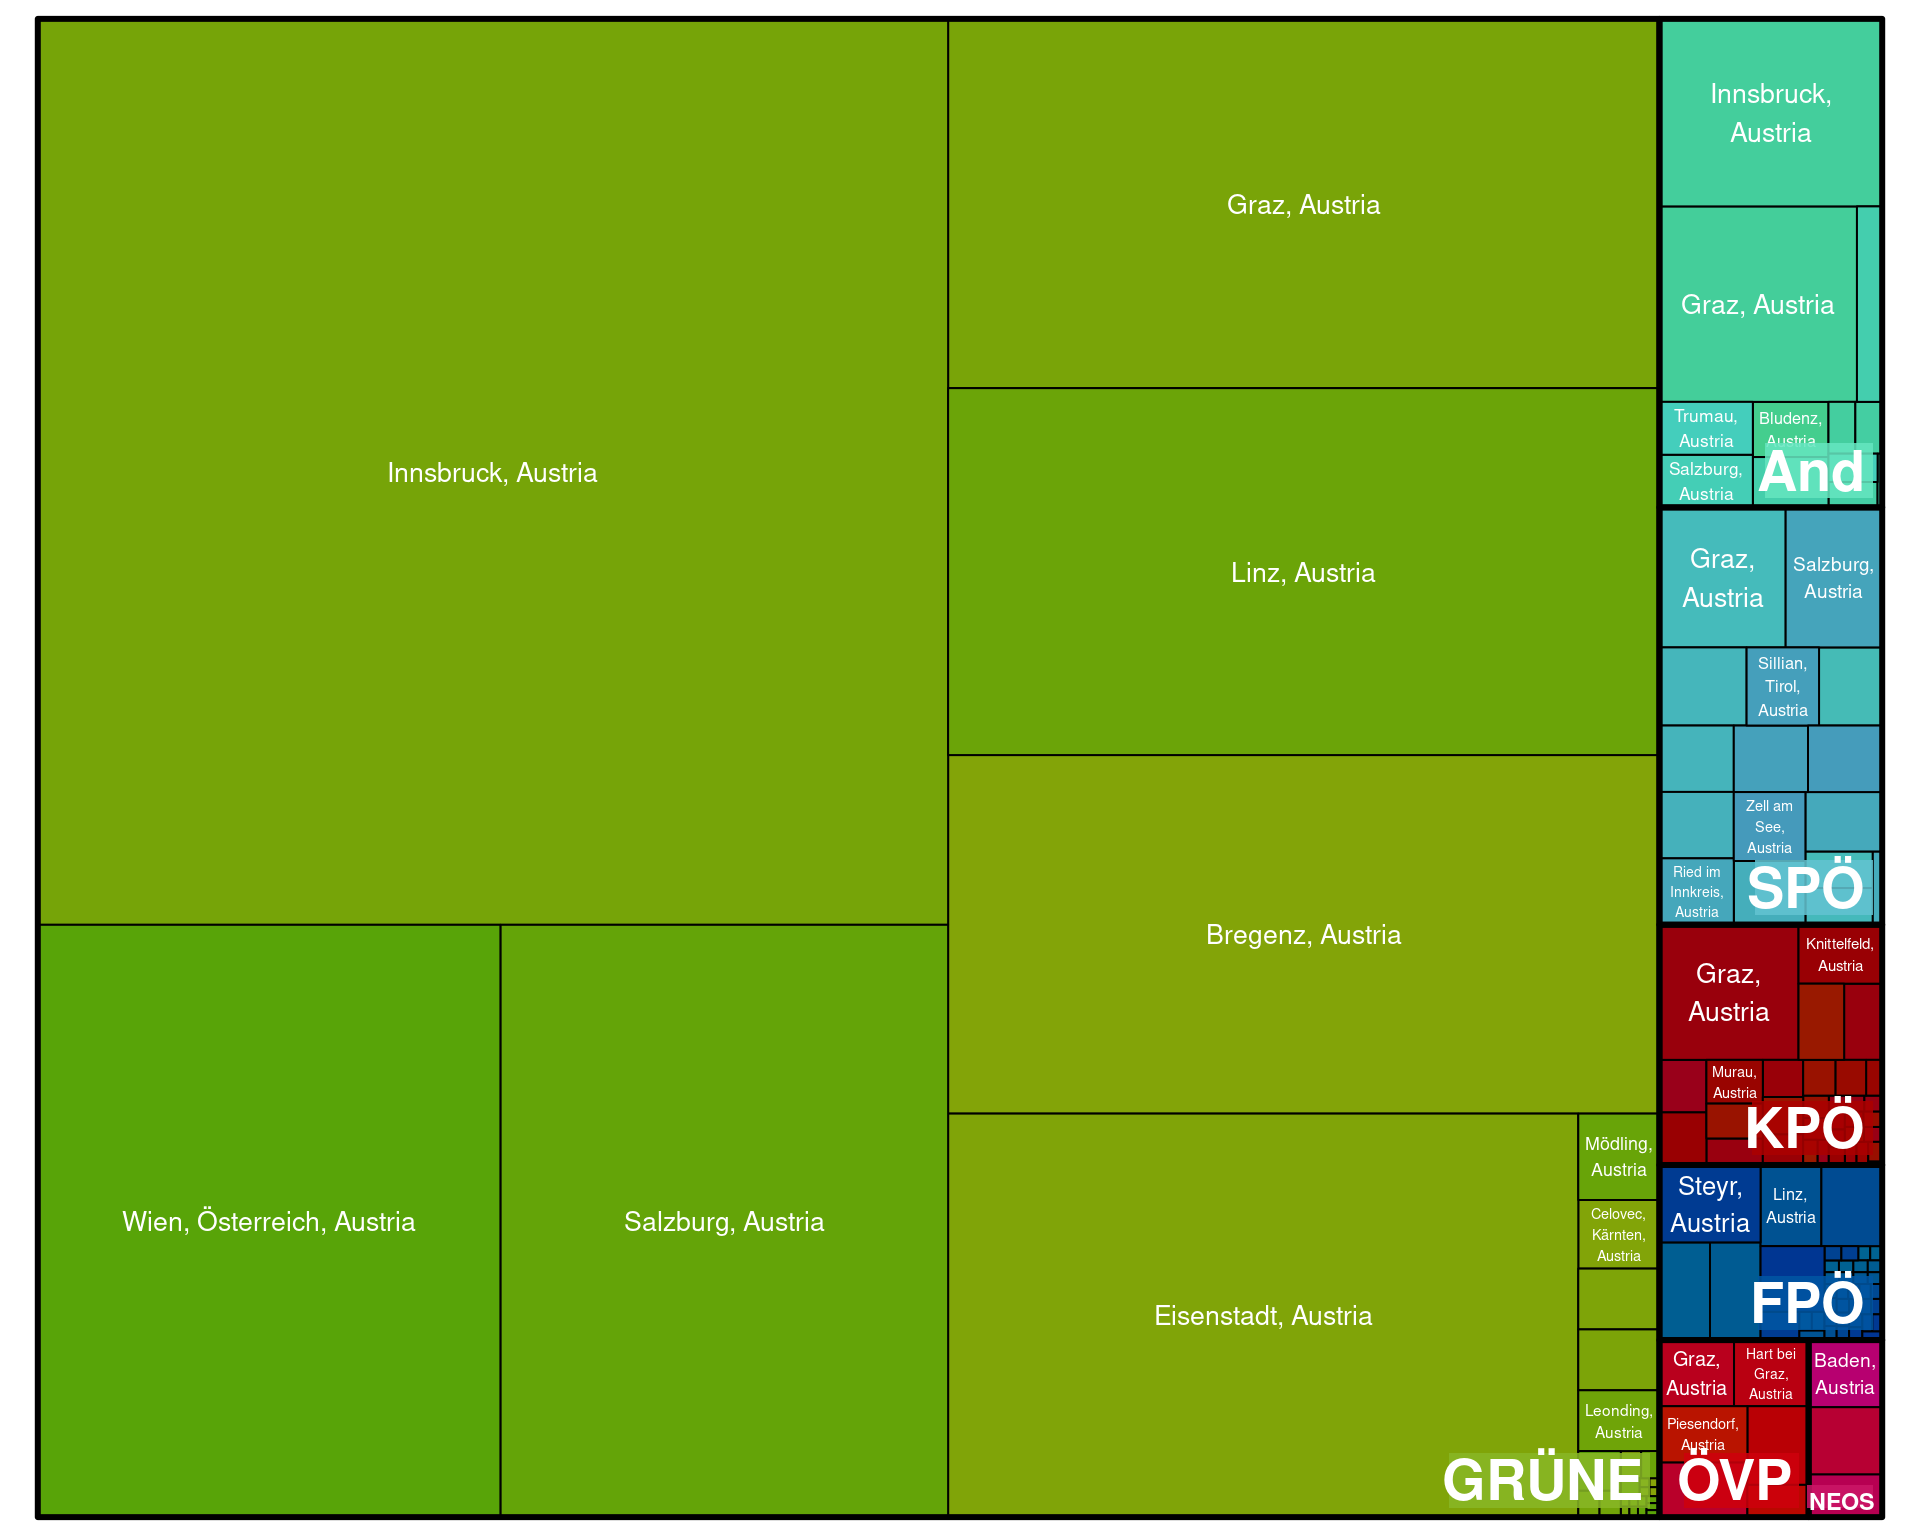 Innsbruck, Austria
Wien, Österreich, Austria
Salzburg, Austria
Graz, Austria
Linz, Austria
Bregenz, Austria
Eisenstadt, Austria
Mödling,
Austria
Celovec,
Kärnten,
Austria
Leonding,
Austria
GRÜNE
Innsbruck,
Austria
Graz, Austria
Trumau,
Austria
Bludenz,
Austria
Salzburg,
Austria
And
Graz,
Austria
Salzburg,
Austria
Sillian,
Tirol,
Austria
Zell am
See,
Austria
Ried im
Innkreis,
Austria
SPÖ
Graz,
Austria
Knittelfeld,
Austria
Murau,
Austria
KPÖ
Steyr,
Austria
Linz,
Austria
FPÖ
Graz,
Austria
Hart bei
Graz,
Austria
Piesendorf,
Austria
ÖVP
Baden,
Austria
NEOS